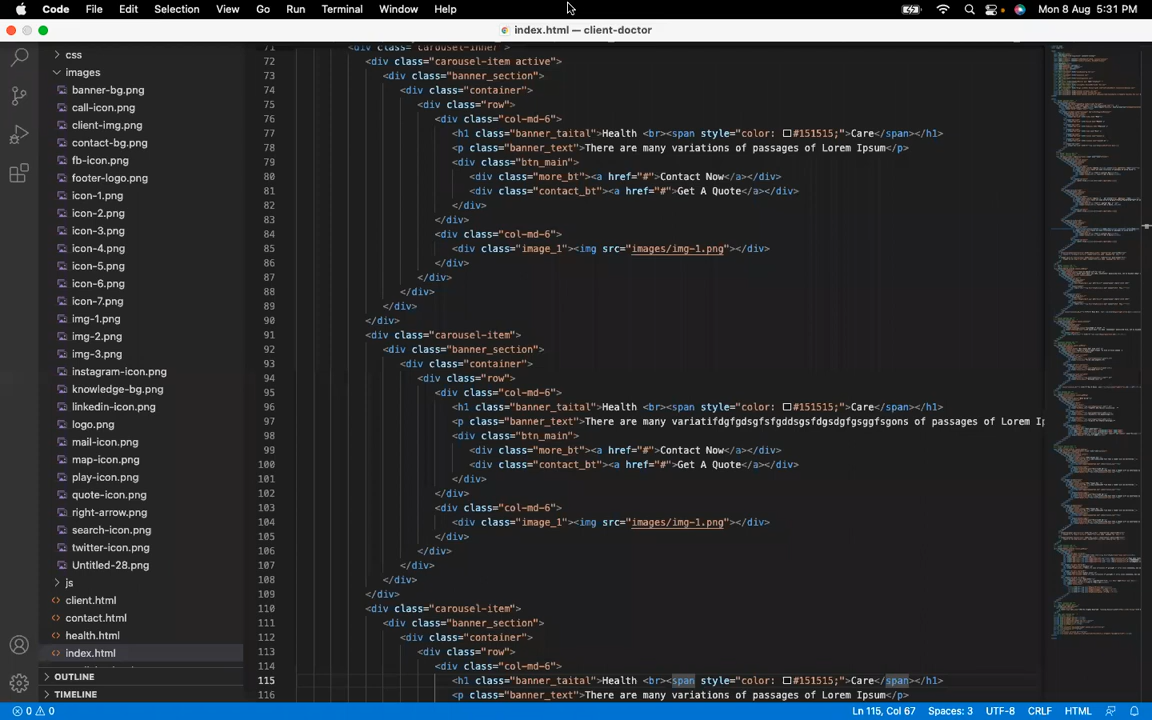 Code File Edit Selection View Go Run Terminal Window Help Mon 8 Aug 5:31 PM
index.html — client-doctor
css
images
banner-bg.png
call-icon.png
client-img.png
contact-bg.png
fb-icon.png
footer-logo.png
icon-1.png
icon-2.png
icon-3.png
icon-4.png
icon-5.png
icon-6.png
icon-7.png
img-1.png
img-2.png
img-3.png
instagram-icon.png
knowledge-bg.png
linkedin-icon.png
logo.png
mail-icon.png
map-icon.png
play-icon.png
quote-icon.png
right-arrow.png
search-icon.png
twitter-icon.png
Untitled-28.png
js
client.html
contact.html
health.html
index.html
OUTLINE
TIMELINE
71 <div class="carousel-inner">
72 <div class="carousel-item active">
73 <div class="banner_section">
74 <div class="container">
75 <div class="row">
76 <div class="col-md-6">
77 <h1 class="banner_taital">Health <br><span style="color: #151515;">Care</span></h1>
78 <p class="banner_text">There are many variations of passages of Lorem Ipsum</p>
79 <div class="btn_main">
80 <div class="more_bt"><a href="#">Contact Now</a></div>
81 <div class="contact_bt"><a href="#">Get A Quote</a></div>
82 </div>
83 </div>
84 <div class="col-md-6">
85 <div class="image_1"><img src="images/img-1.png"></div>
86 </div>
87 </div>
88 </div>
89 </div>
90 </div>
91 <div class="carousel-item">
92 <div class="banner_section">
93 <div class="container">
94 <div class="row">
95 <div class="col-md-6">
96 <h1 class="banner_taital">Health <br><span style="color: #151515;">Care</span></h1>
97 <p class="banner_text">There are many variatifdgfgdsgfsfgddsgsfdgsdgfgsggfsgons of passages of Lorem Ip
98 <div class="btn_main">
99 <div class="more_bt"><a href="#">Contact Now</a></div>
100 <div class="contact_bt"><a href="#">Get A Quote</a></div>
101 </div>
102 </div>
103 <div class="col-md-6">
104 <div class="image_1"><img src="images/img-1.png"></div>
105 </div>
106 </div>
107 </div>
108 </div>
109 </div>
110 <div class="carousel-item">
111 <div class="banner_section">
112 <div class="container">
113 <div class="row">
114 <div class="col-md-6">
115 <h1 class="banner_taital">Health <br><span style="color: #151515;">Care</span></h1>
116 <p class="banner_text">There are many variations of passages of Lorem Ipsum</p>
0 0 Ln 115, Col 67 Spaces: 3 UTF-8 CRLF HTML